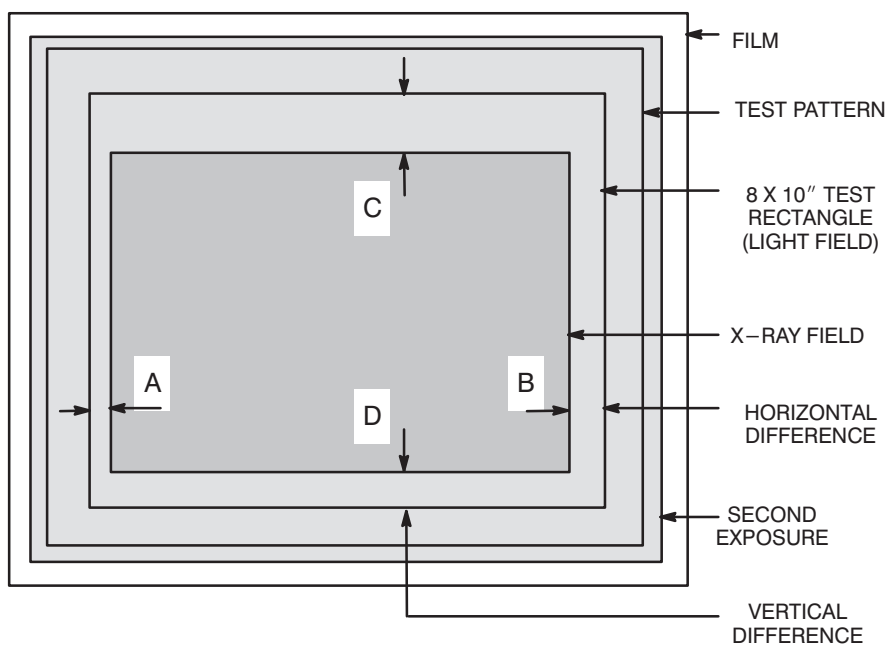 FILM
TEST PATTERN
C
8 X 10″ TEST
RECTANGLE
(LIGHT FIELD)
X–RAY FIELD
A
B
D
HORIZONTAL
DIFFERENCE
SECOND
EXPOSURE
VERTICAL
DIFFERENCE